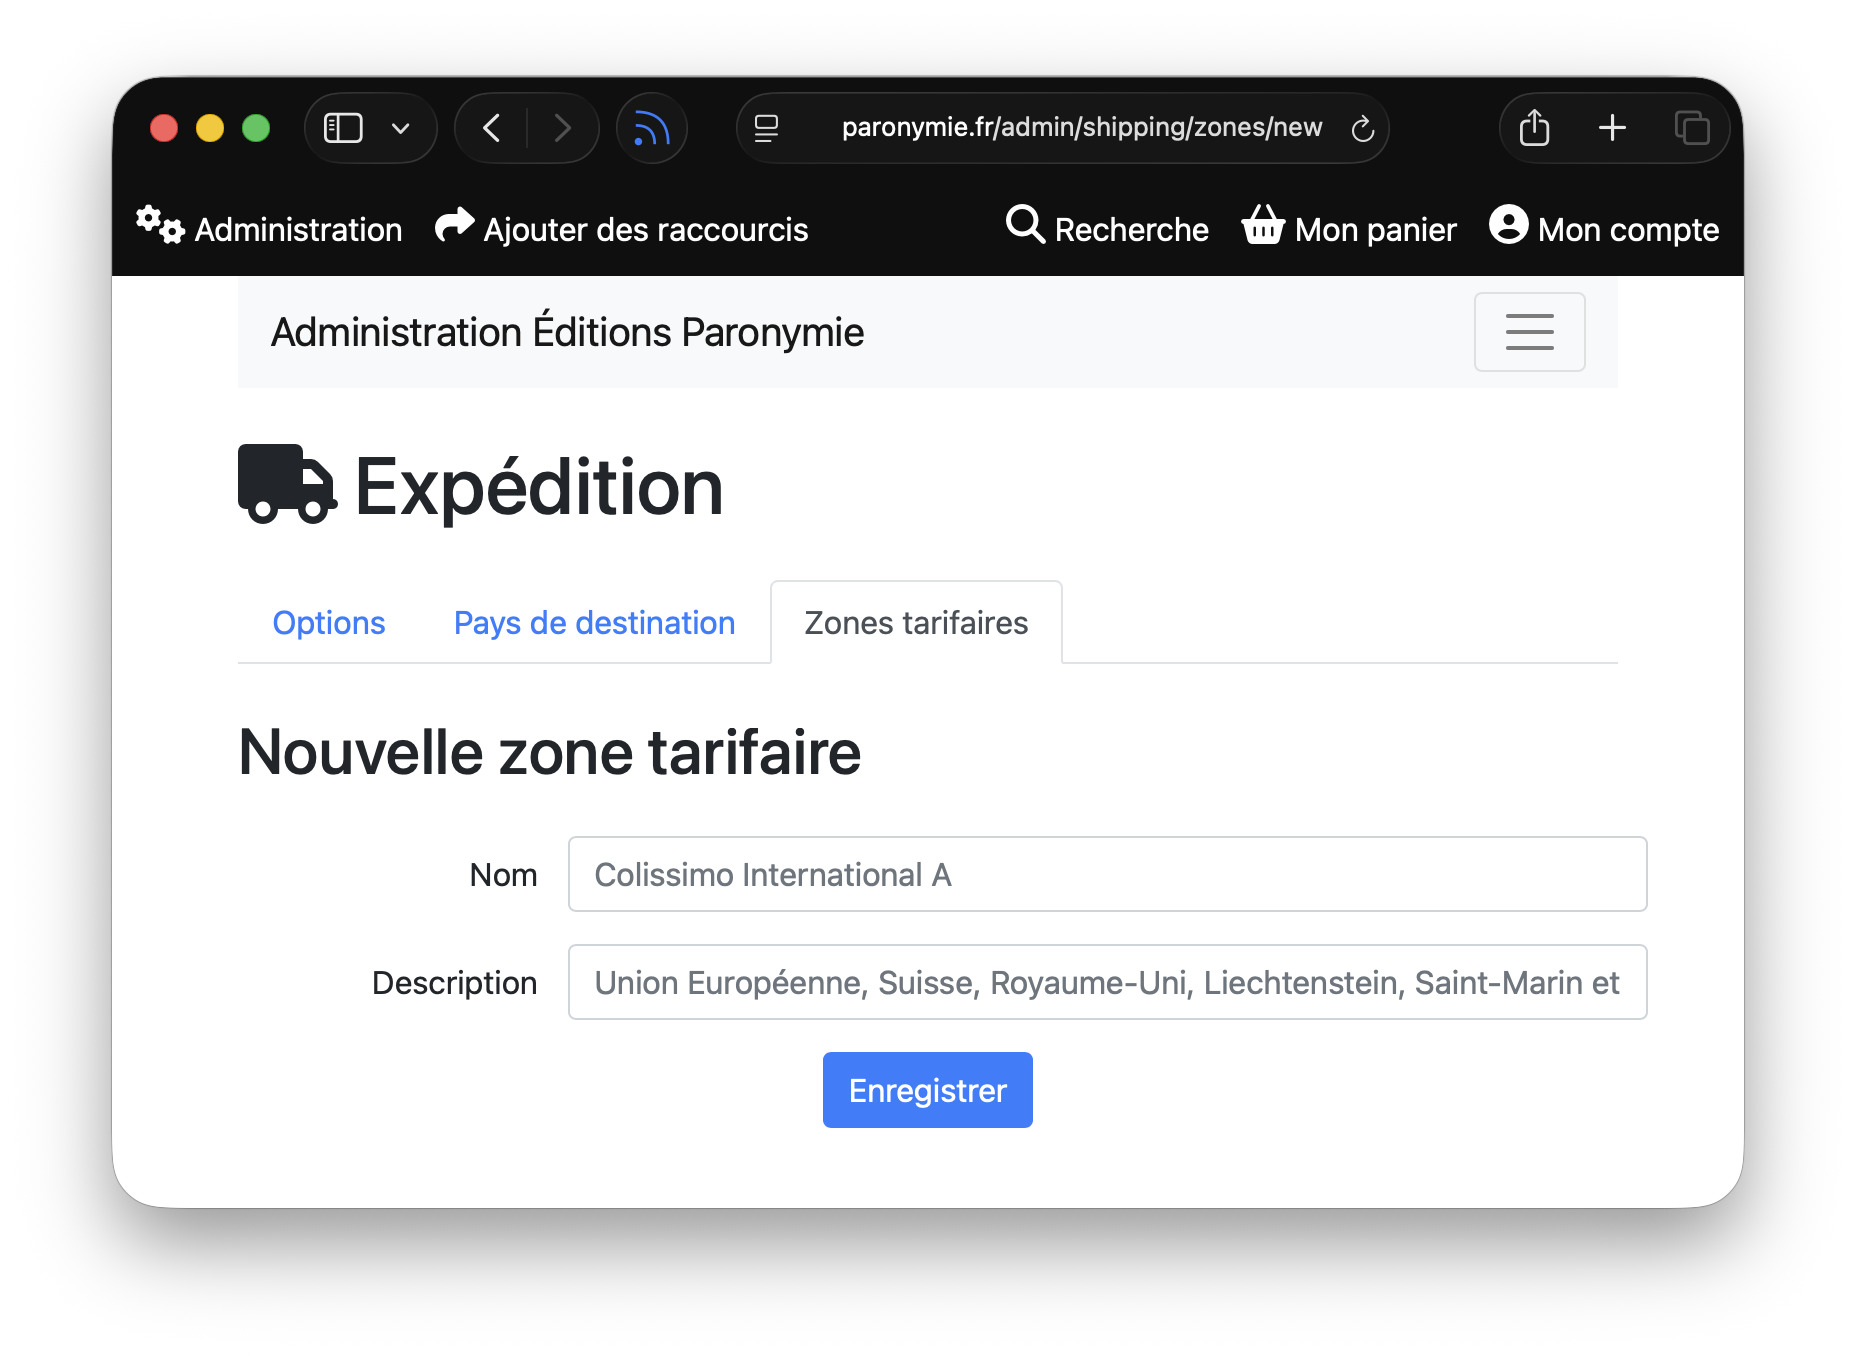 paronymie.fr/admin/shipping/zones/new
Administration Ajouter des raccourcis Recherche Mon panier Mon compte
Administration Éditions Paronymie
Expédition
Options Pays de destination Zones tarifaires
Nouvelle zone tarifaire
Nom Colissimo International A
Description Union Européenne, Suisse, Royaume-Uni, Liechtenstein, Saint-Marin et
Enregistrer